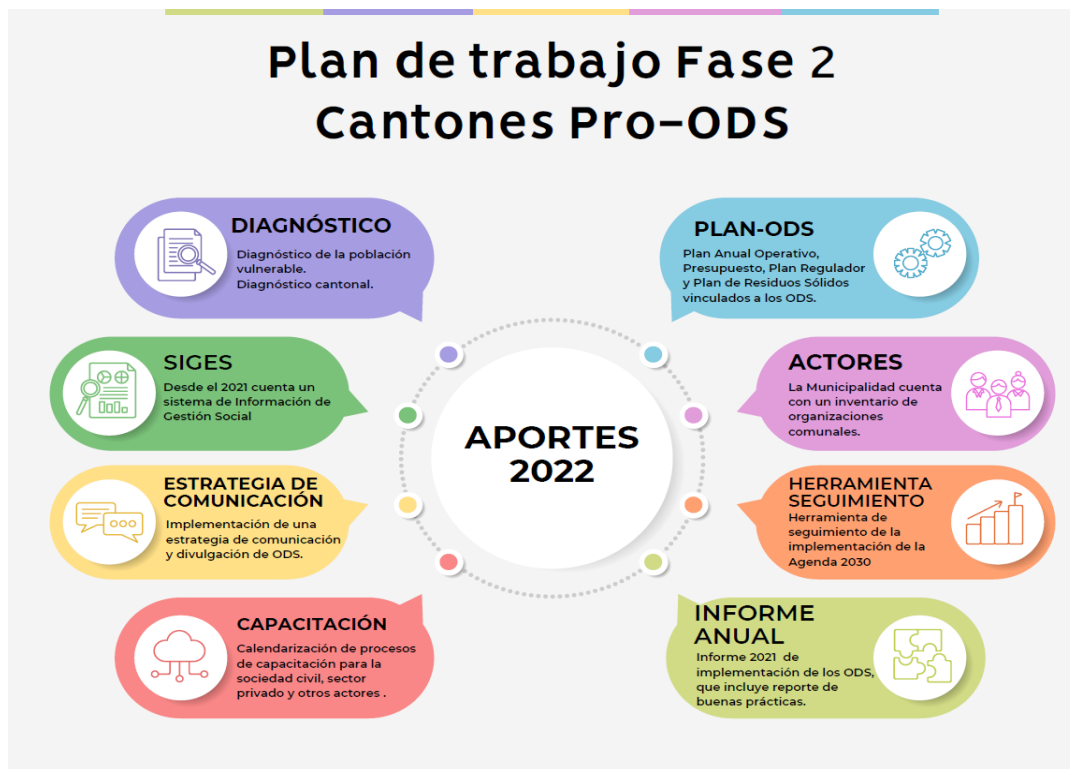 Plan de trabajo Fase 2
Cantones Pro-ODS
DIAGNÓSTICO
Diagnóstico de la población
vulnerable.
Diagnóstico cantonal.
SIGES
Desde el 2021 cuenta un
sistema de Información de
Gestión Social
ESTRATEGIA DE
COMUNICACIÓN
Implementación de una
estrategia de comunicación
y divulgación de ODS.
CAPACITACIÓN
Calendarización de procesos
de capacitación para la
sociedad civil, sector
privado y otros actores .
APORTES
2022
PLAN-ODS
Plan Anual Operativo,
Presupuesto, Plan Regulador
y Plan de Residuos Sólidos
vinculados a los ODS.
ACTORES
La Municipalidad cuenta
con un inventario de
organizaciones
comunales.
HERRAMIENTA
SEGUIMIENTO
Herramienta de
seguimiento de la
implementación de la
Agenda 2030
INFORME
ANUAL
Informe 2021 de
implementación de los ODS,
que incluye reporte de
buenas prácticas.